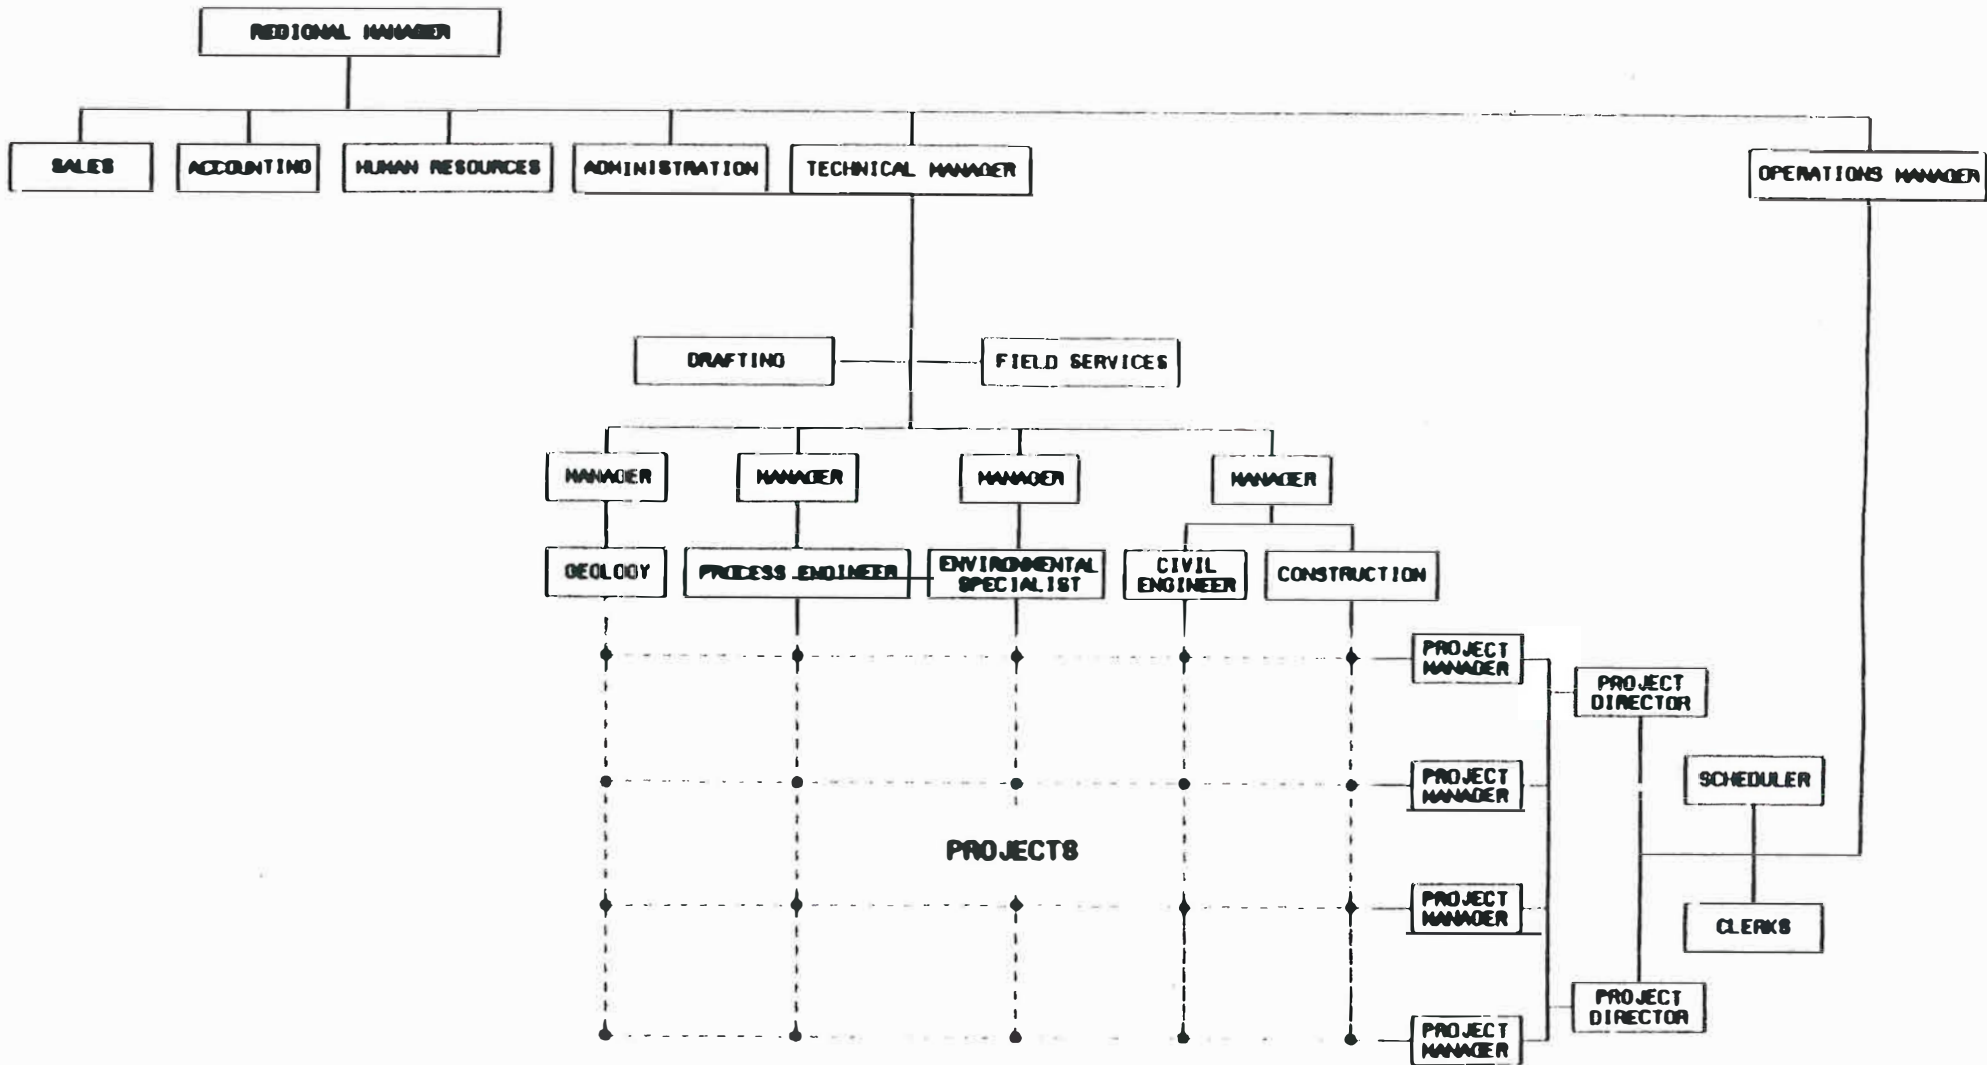 REGIONAL MANAGER
SALES
ACCOUNTING
HUMAN RESOURCES
ADMINISTRATION
TECHNICAL MANAGER
OPERATIONS MANAGER
DRAFTING
FIELD SERVICES
MANAGER
MANAGER
MANAGER
MANAGER
GEOLOGY
PROCESS ENGINEER
ENVIRONMENTAL
SPECIALIST
CIVIL
ENGINEER
CONSTRUCTION
PROJECT
MANAGER
PROJECT
DIRECTOR
PROJECT
MANAGER
SCHEDULER
PROJECTS
PROJECT
MANAGER
CLERKS
PROJECT
DIRECTOR
PROJECT
MANAGER